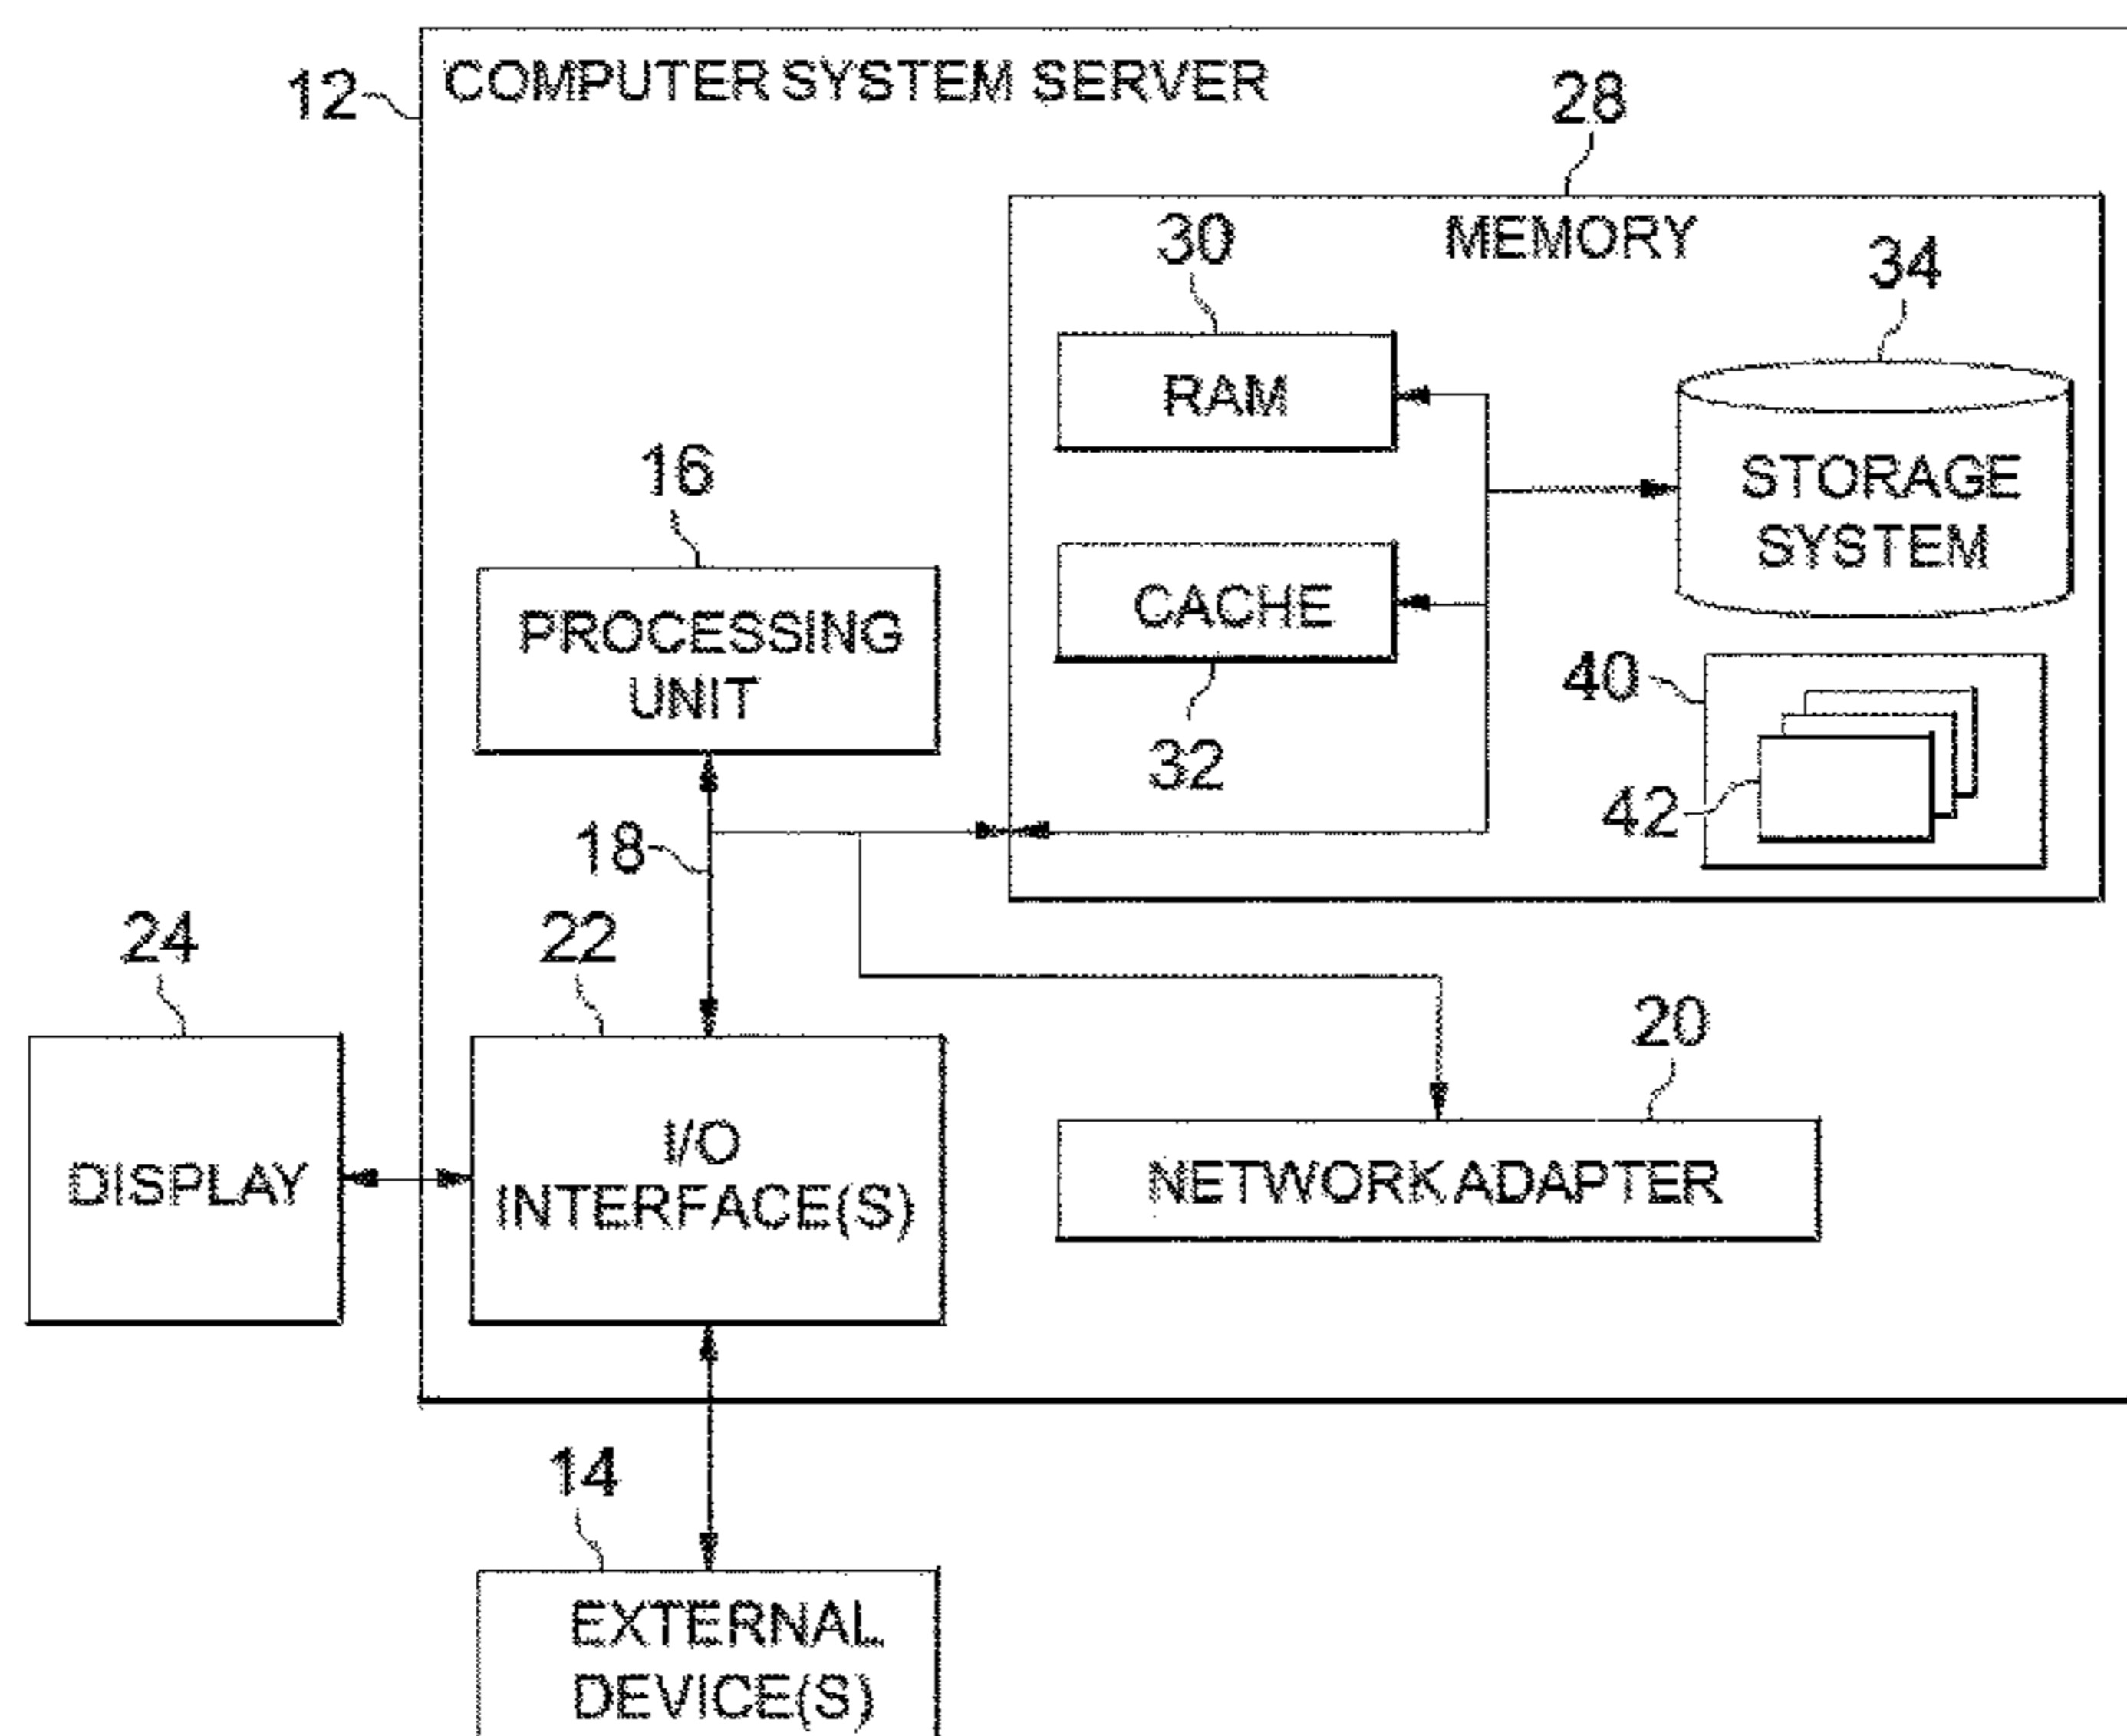 12
COMPUTER SYSTEM SERVER
28
MEMORY
30
34
RAM
STORAGE
SYSTEM
16
PROCESSING
UNIT
CACHE
32
40
42
18
24
22
20
DISPLAY
I/O
INTERFACE(S)
NETWORK ADAPTER
14
EXTERNAL
DEVICE(S)